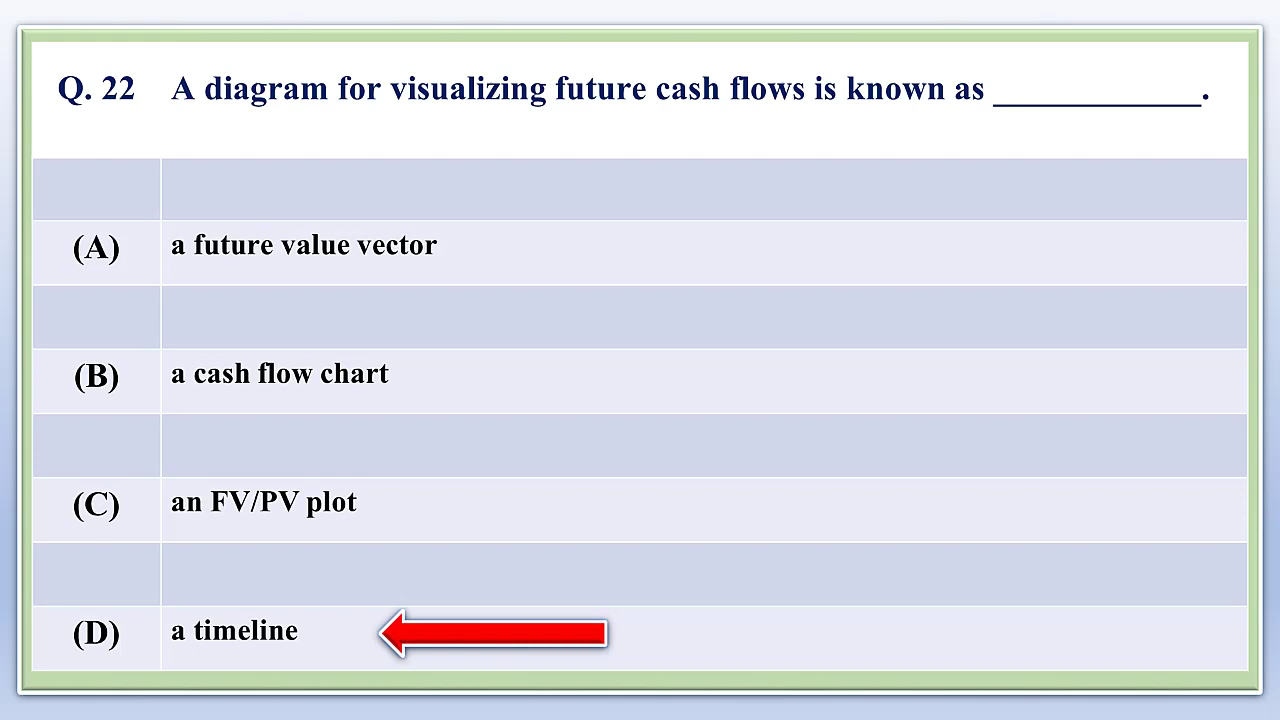 Q. 22 A diagram for visualizing future cash flows is known as _____________.
(A) a future value vector
(B) a cash flow chart
(C) an FV/PV plot
(D) a timeline